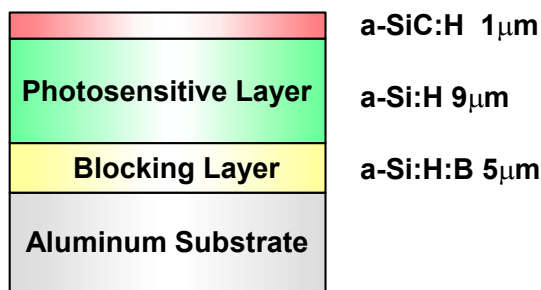 a-SiC:H 1μm
Photosensitive Layer a-Si:H 9μm
Blocking Layer a-Si:H:B 5μm
Aluminum Substrate